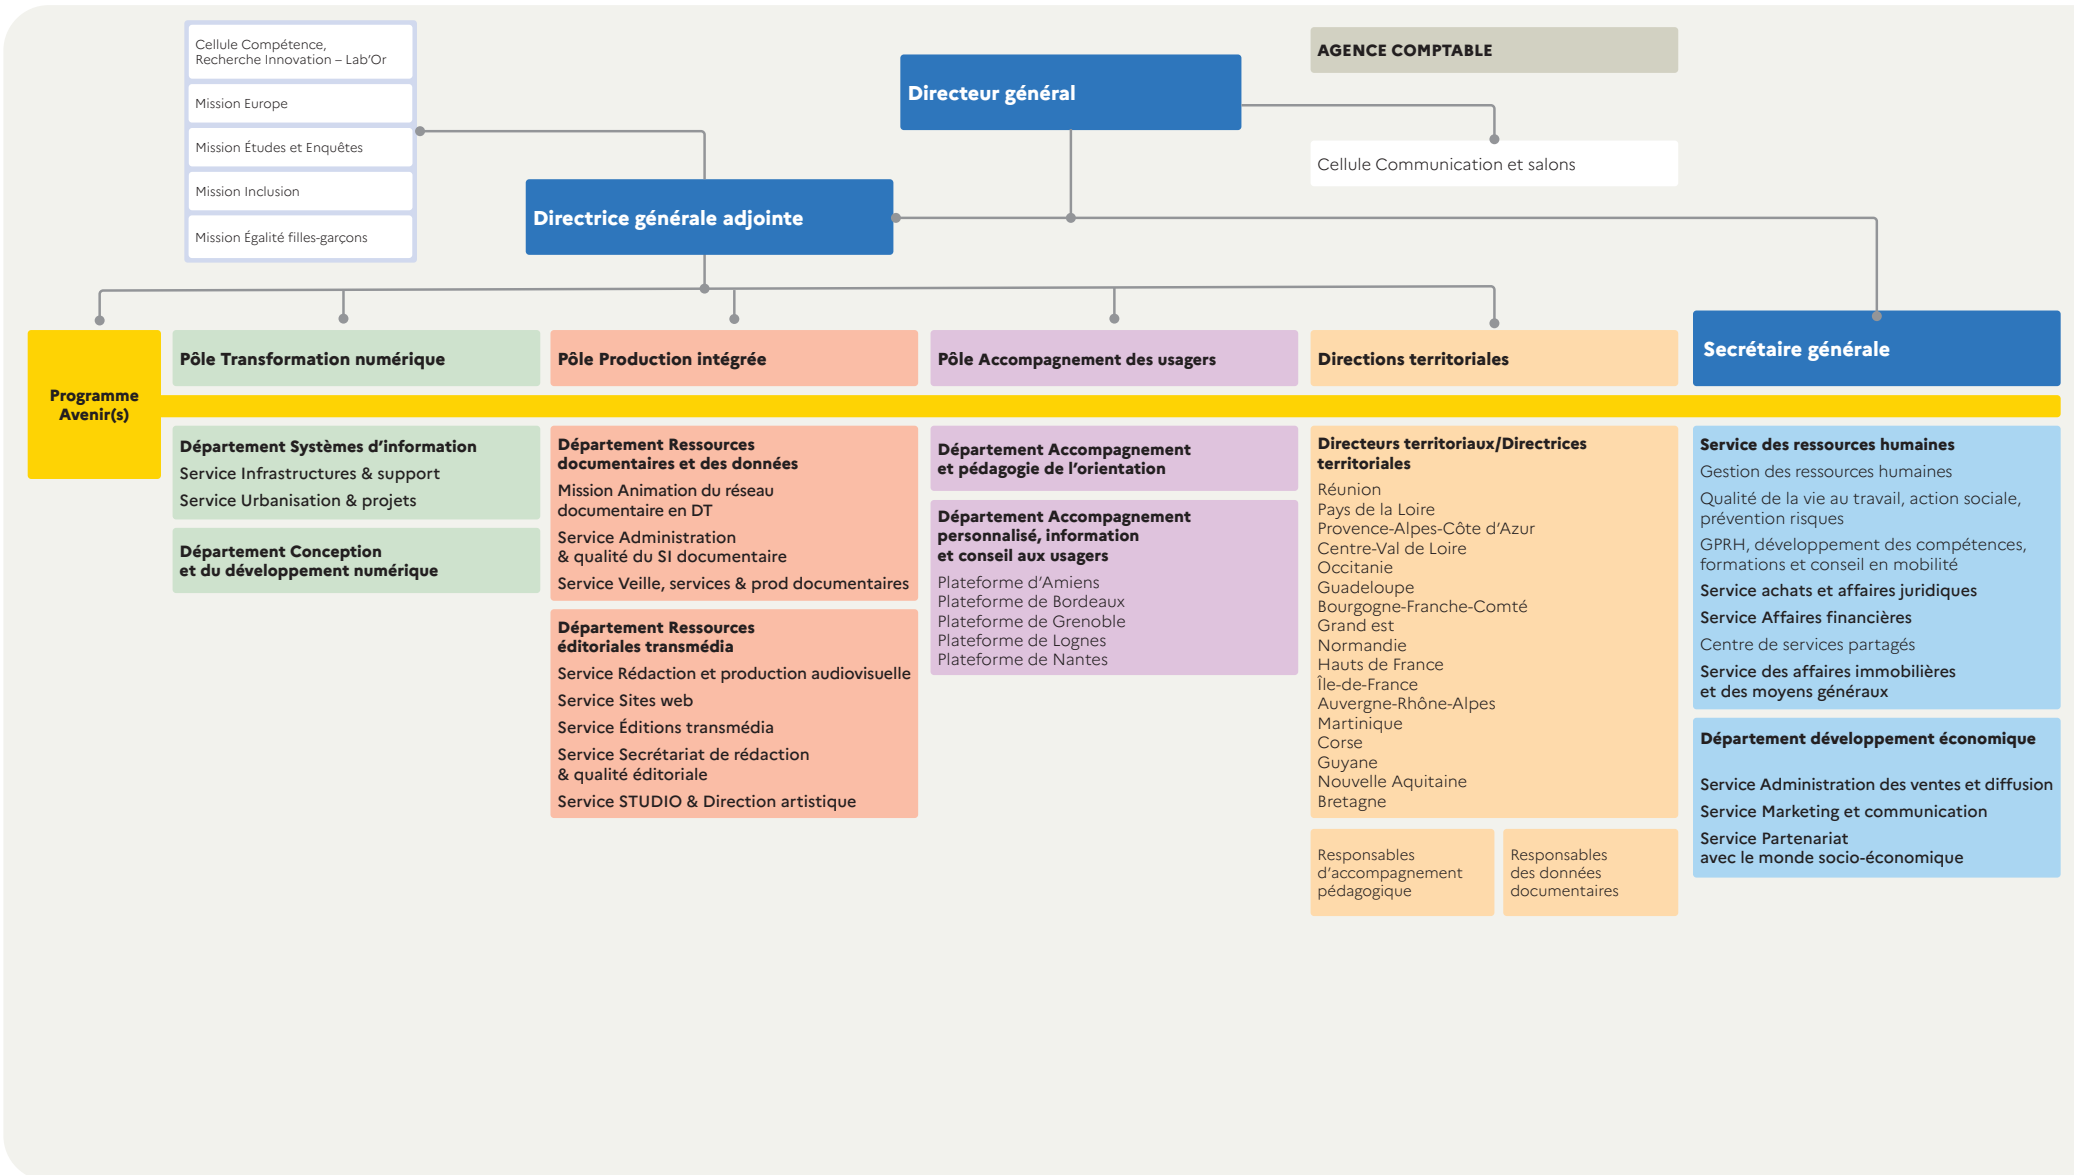 Cellule Compétence,
Recherche Innovation – Lab’Or
Mission Europe
Mission Études et Enquêtes
Mission Inclusion
Mission Égalité filles-garçons
Directeur général
AGENCE COMPTABLE
Cellule Communication et salons
Directrice générale adjointe
Programme
Avenir(s)
Pôle Transformation numérique
Département Systèmes d’information
Service Infrastructures & support
Service Urbanisation & projets
Département Conception
et du développement numérique
Pôle Production intégrée
Département Ressources
documentaires et des données
Mission Animation du réseau
documentaire en DT
Service Administration
& qualité du SI documentaire
Service Veille, services & prod documentaires
Département Ressources
éditoriales transmédia
Service Rédaction et production audiovisuelle
Service Sites web
Service Éditions transmédia
Service Secrétariat de rédaction
& qualité éditoriale
Service STUDIO & Direction artistique
Pôle Accompagnement des usagers
Département Accompagnement
et pédagogie de l’orientation
Département Accompagnement
personnalisé, information
et conseil aux usagers
Plateforme d’Amiens
Plateforme de Bordeaux
Plateforme de Grenoble
Plateforme de Lognes
Plateforme de Nantes
Directions territoriales
Directeurs territoriaux/Directrices
territoriales
Réunion
Pays de la Loire
Provence-Alpes-Côte d’Azur
Centre-Val de Loire
Occitanie
Guadeloupe
Bourgogne-Franche-Comté
Grand est
Normandie
Hauts de France
Île-de-France
Auvergne-Rhône-Alpes
Martinique
Corse
Guyane
Nouvelle Aquitaine
Bretagne
Responsables
d’accompagnement
pédagogique
Responsables
des données
documentaires
Secrétaire générale
Service des ressources humaines
Gestion des ressources humaines
Qualité de la vie au travail, action sociale,
prévention risques
GPRH, développement des compétences,
formations et conseil en mobilité
Service achats et affaires juridiques
Service Affaires financières
Centre de services partagés
Service des affaires immobilières
et des moyens généraux
Département développement économique
Service Administration des ventes et diffusion
Service Marketing et communication
Service Partenariat
avec le monde socio-économique